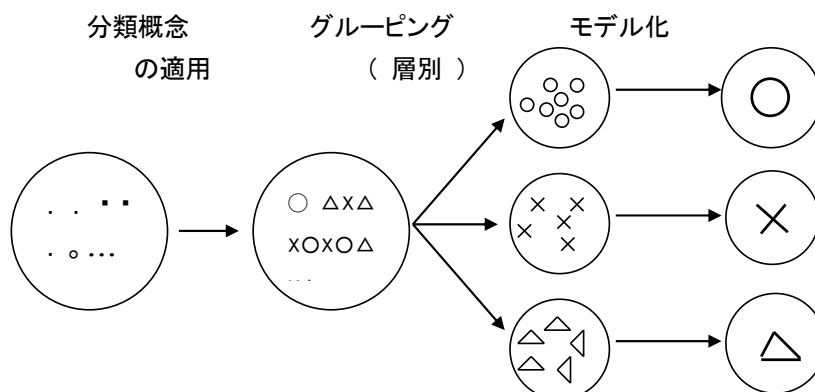 分類概念
の適用
グルーピング
( 層別 )
モデル化
○ △X△
X○X○△